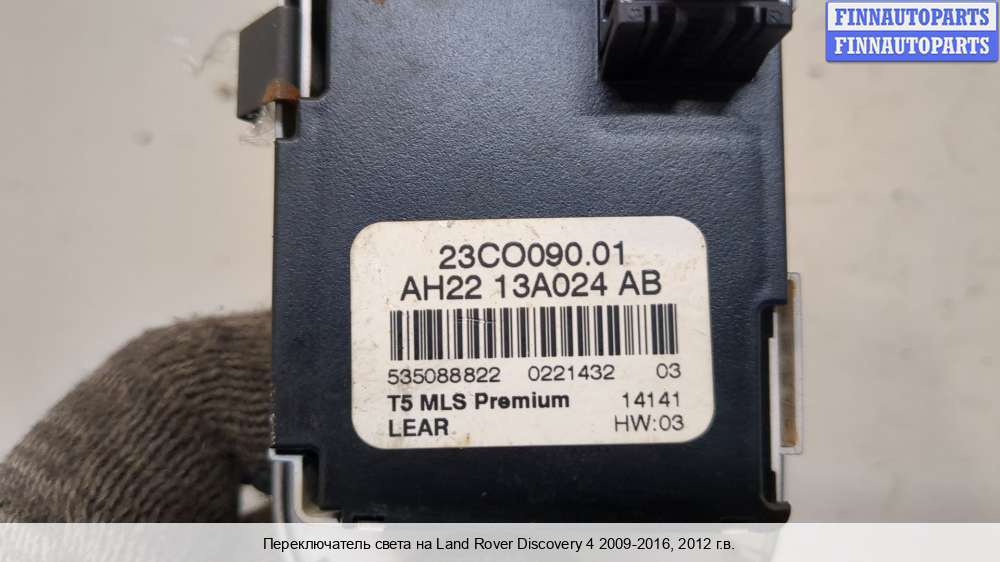 FINNAUTOPARTS
FINNAUTOPARTS
23CO090.01
AH22 13A024 AB
535088822 0221432 03
T5 MLS Premium 14141
LEAR HW:03
Переключатель света на Land Rover Discovery 4 2009-2016, 2012 г.в.